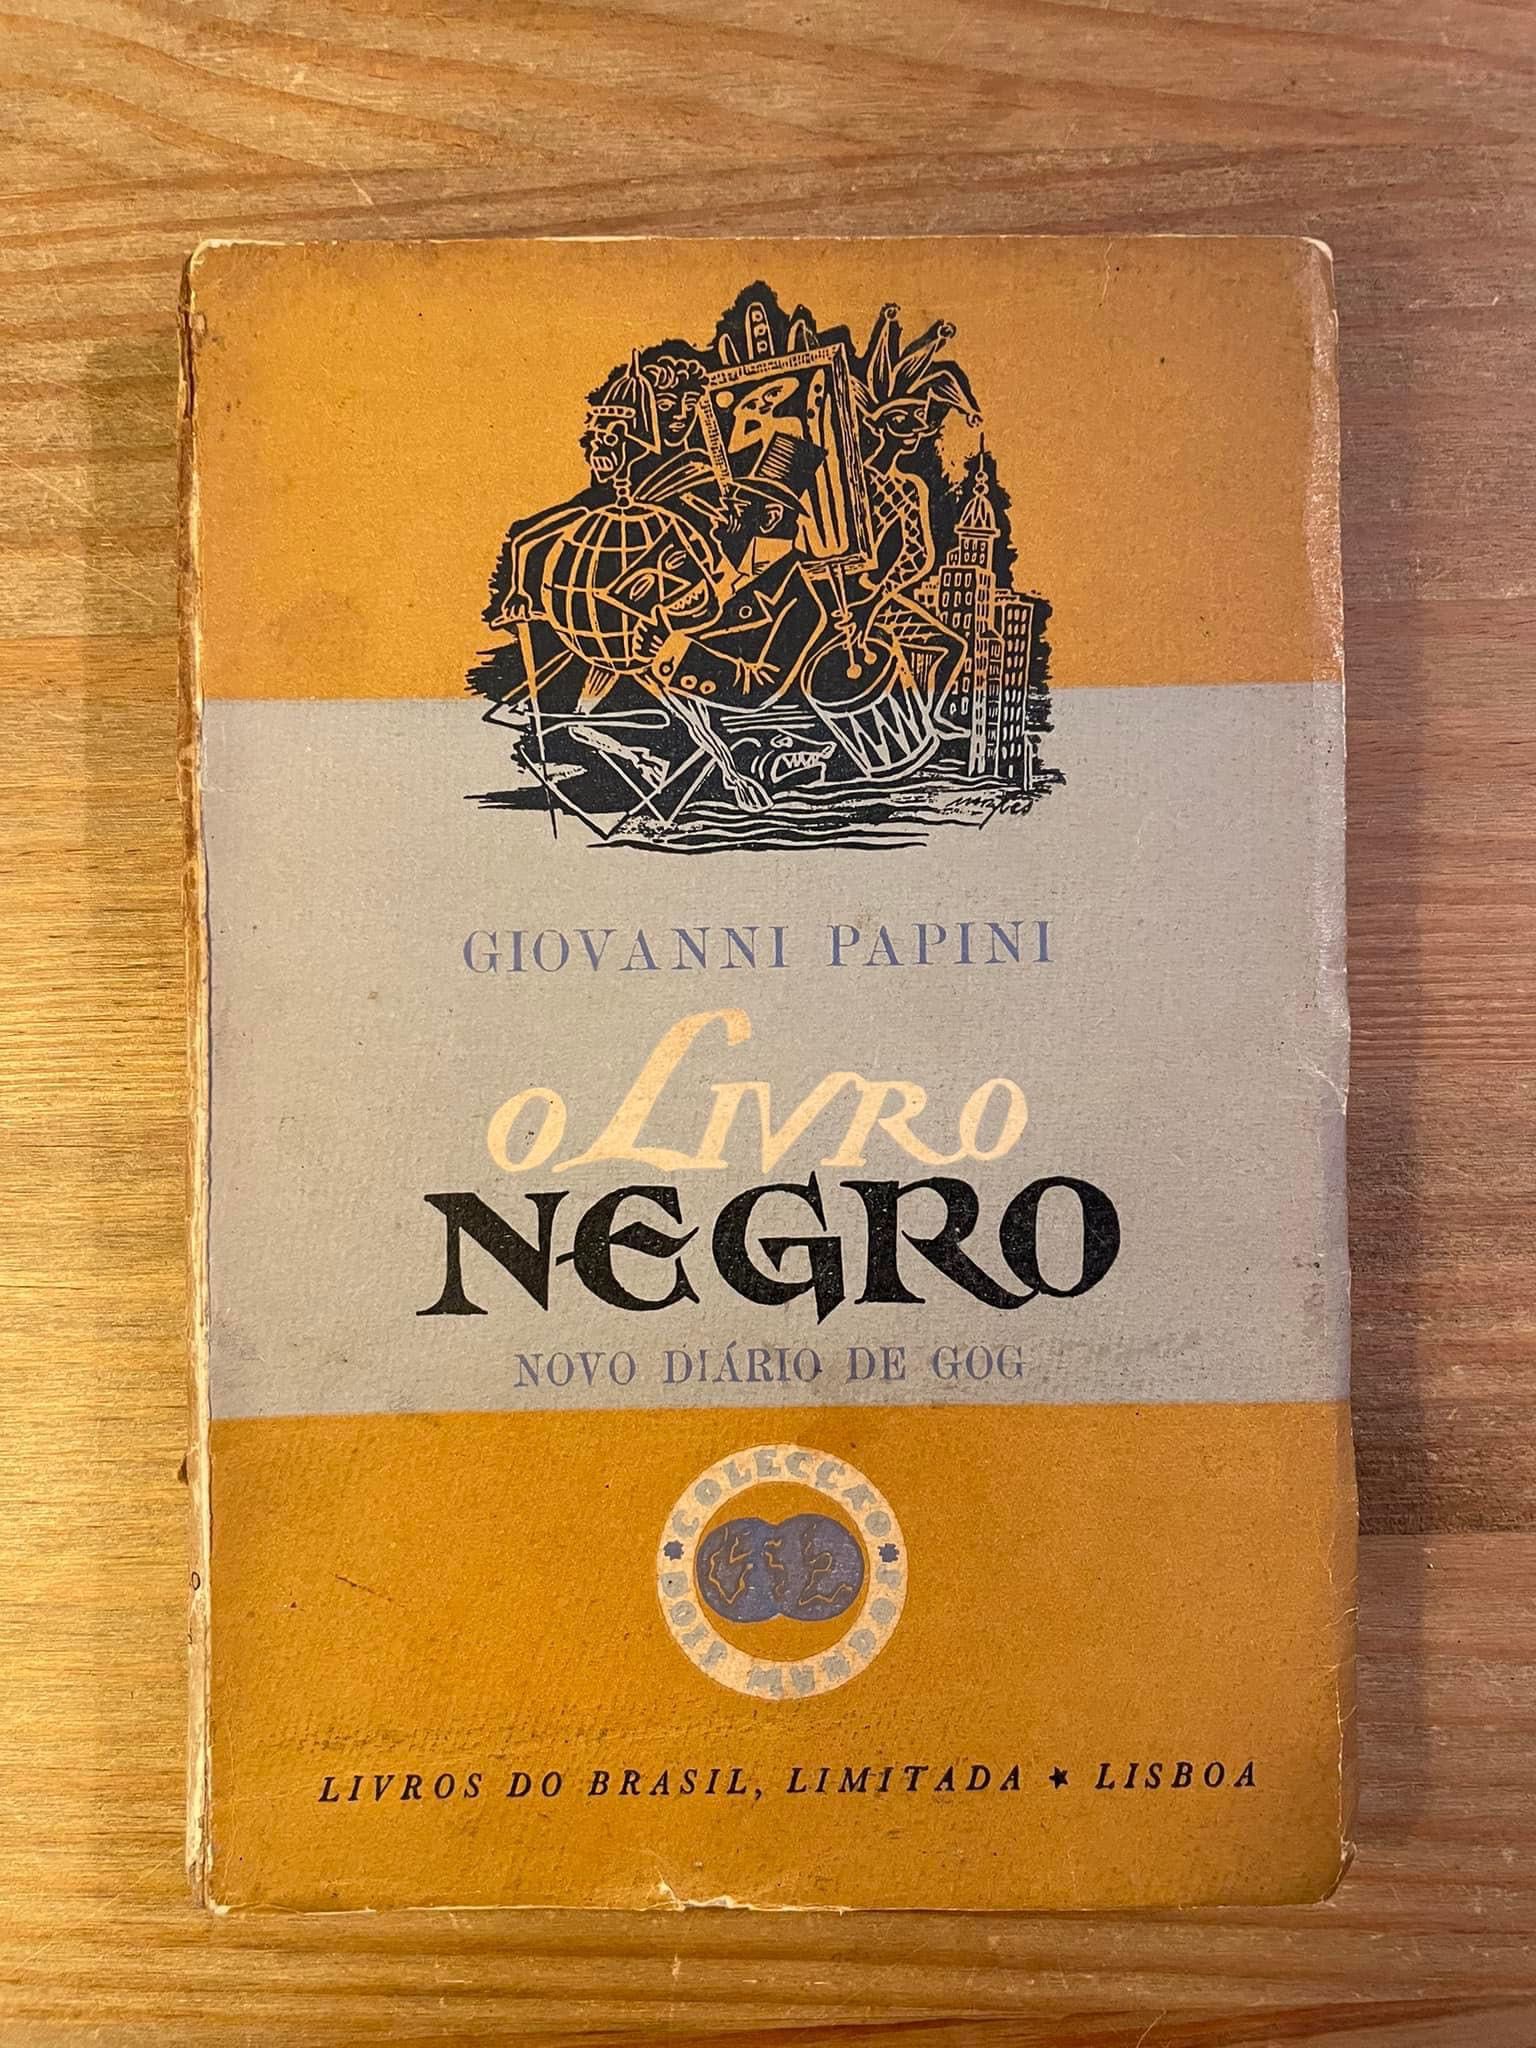 GIOVANNI PAPINI
O LIVRO
NEGRO
NOVO DIÁRIO DE GOG
COLECÇÃO
DOIS MUNDOS
LIVROS DO BRASIL, LIMITADA ★ LISBOA